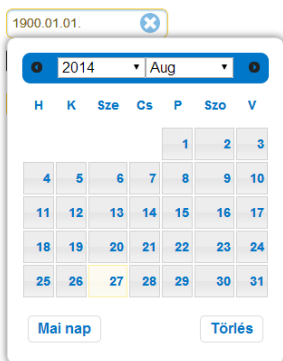 1900.01.01.
2014 Aug
H K Sze Cs P Szo V
1 2 3
4 5 6 7 8 9 10
11 12 13 14 15 16 17
18 19 20 21 22 23 24
25 26 27 28 29 30 31
Mai nap Törlés